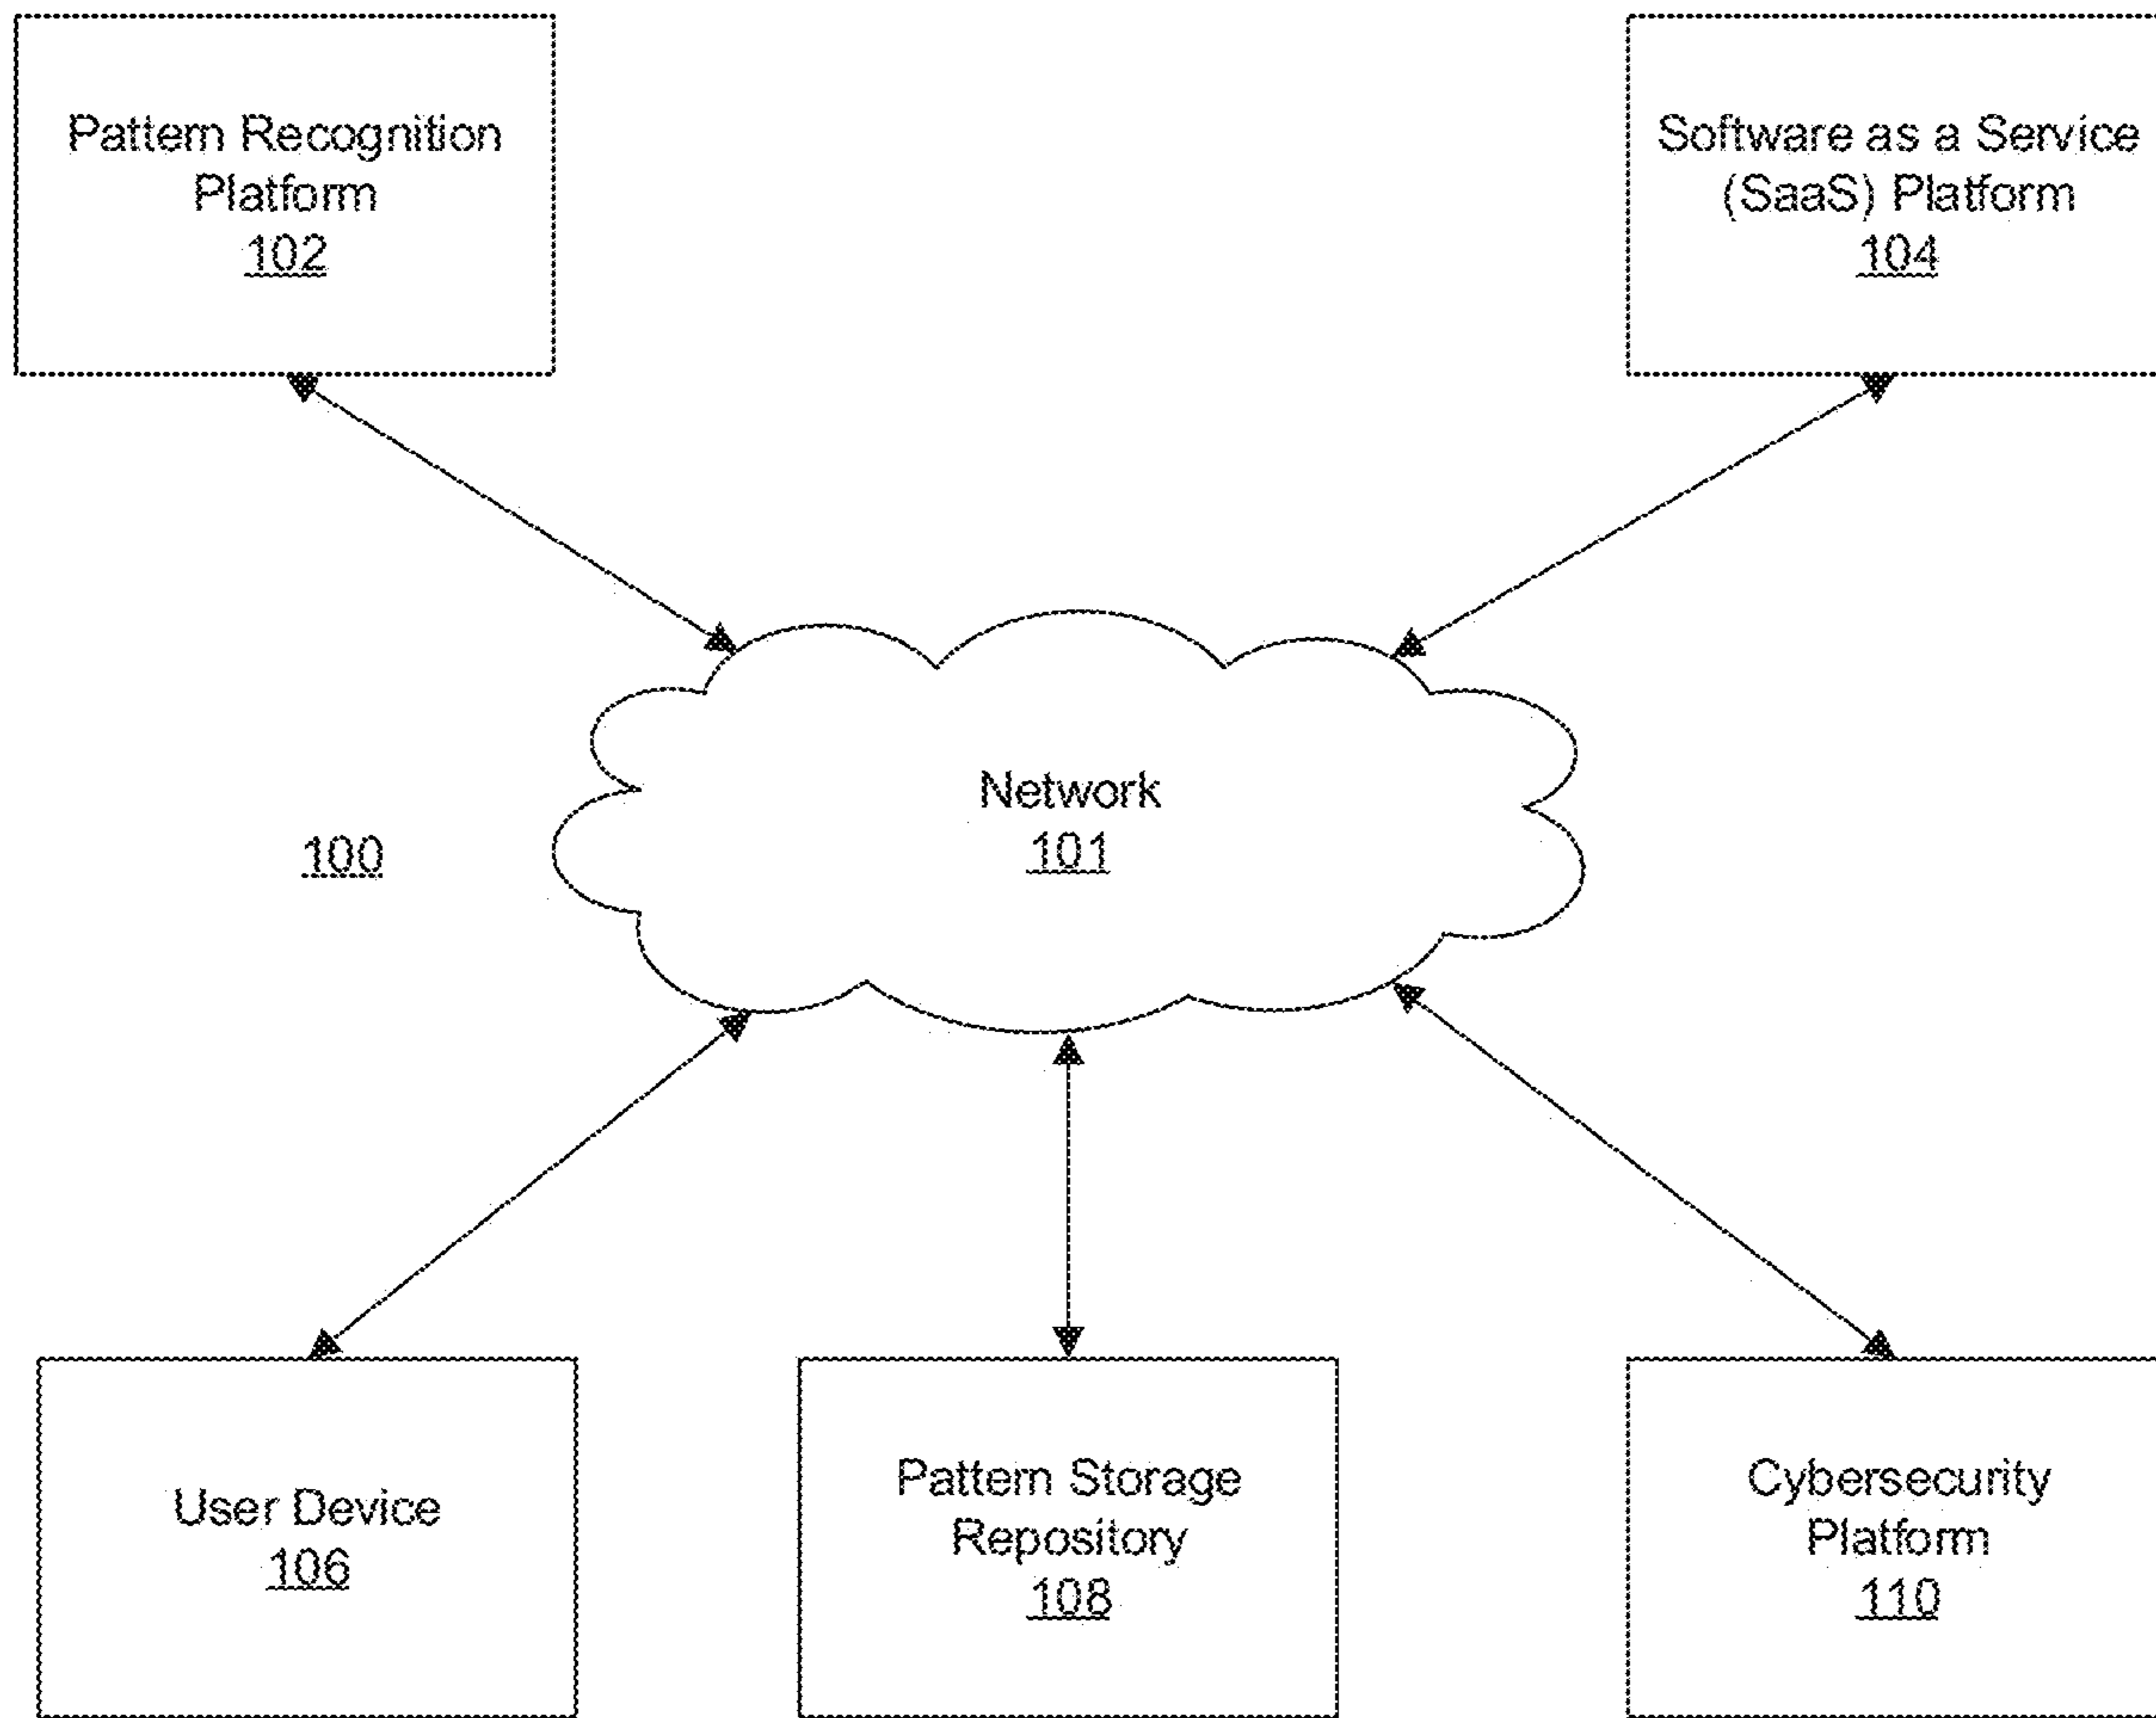 Pattern Recognition
Platform
102
Software as a Service
(SaaS) Platform
104
Network
101
100
User Device
106
Pattern Storage
Repository
108
Cybersecurity
Platform
110